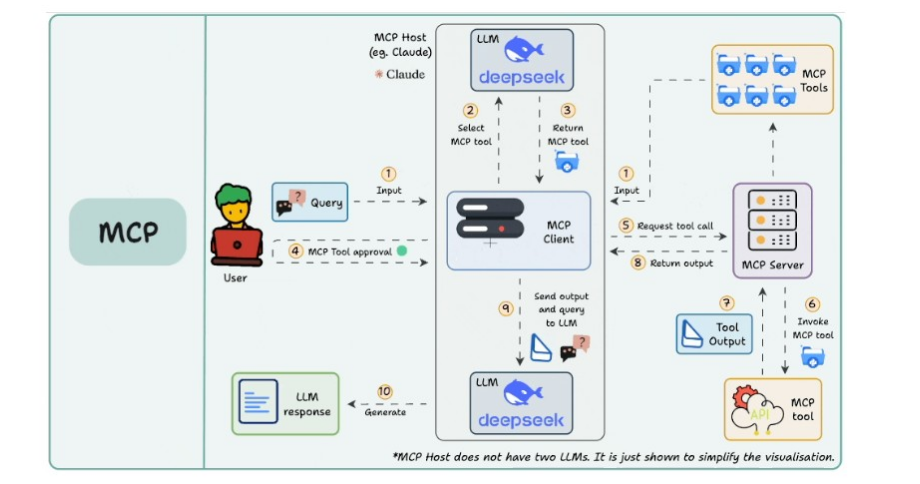 MCP
MCP Host
(eg. Claude)
Claude
LLM
deepseek
2
Select
MCP tool
3
Return
MCP tool
MCP
Tools
1
Input
?
Query
User
4
MCP Tool approval
MCP
Client
1
Input
5
Request tool call
8
Return output
MCP Server
9
Send output
and query
to LLM
?
7
Tool
Output
6
Invoke
MCP tool
LLM
deepseek
10
Generate
LLM
response
API
MCP
tool
*MCP Host does not have two LLMs. It is just shown to simplify the visualisation.